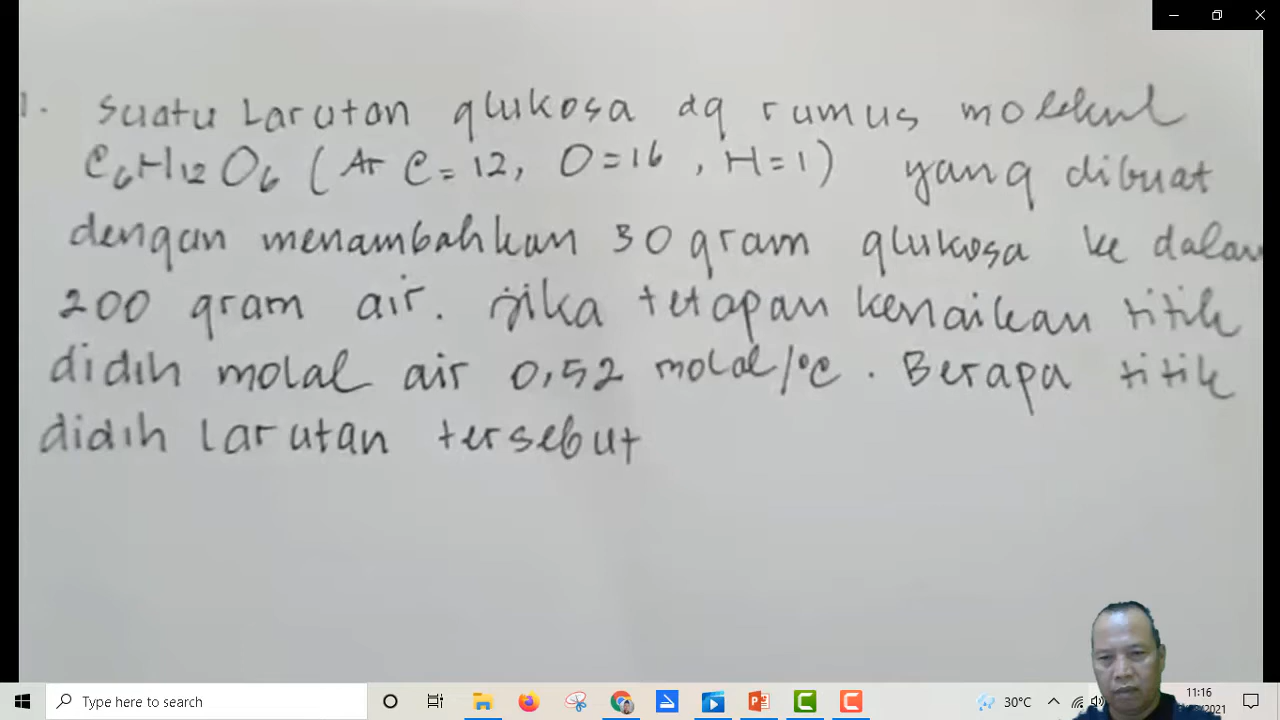 1. Suatu Larutan glukosa dg rumus molekul
C6H12O6 (Ar C = 12, O = 16, H = 1) yang dibuat
dengan menambahkan 30 gram glukosa ke dalam
200 gram air. jika tetapan kenaikan titik
didih molal air 0,52 molal/°C. Berapa titik
didih Larutan tersebut
Type here to search
30°C
11:16